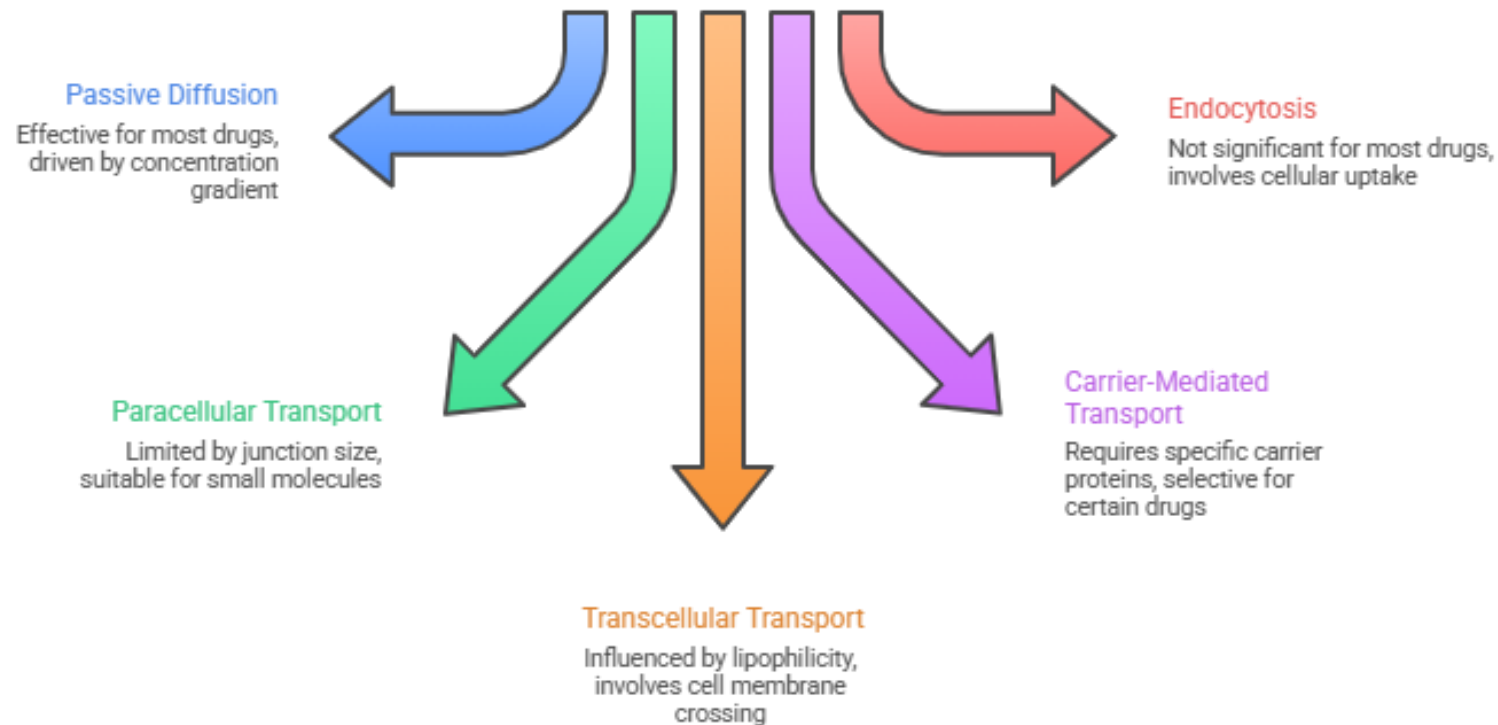 Passive Diffusion
Effective for most drugs,
driven by concentration
gradient
Endocytosis
Not significant for most drugs,
involves cellular uptake
Paracellular Transport
Limited by junction size,
suitable for small molecules
Carrier-Mediated
Transport
Requires specific carrier
proteins, selective for
certain drugs
Transcellular Transport
Influenced by lipophilicity,
involves cell membrane
crossing